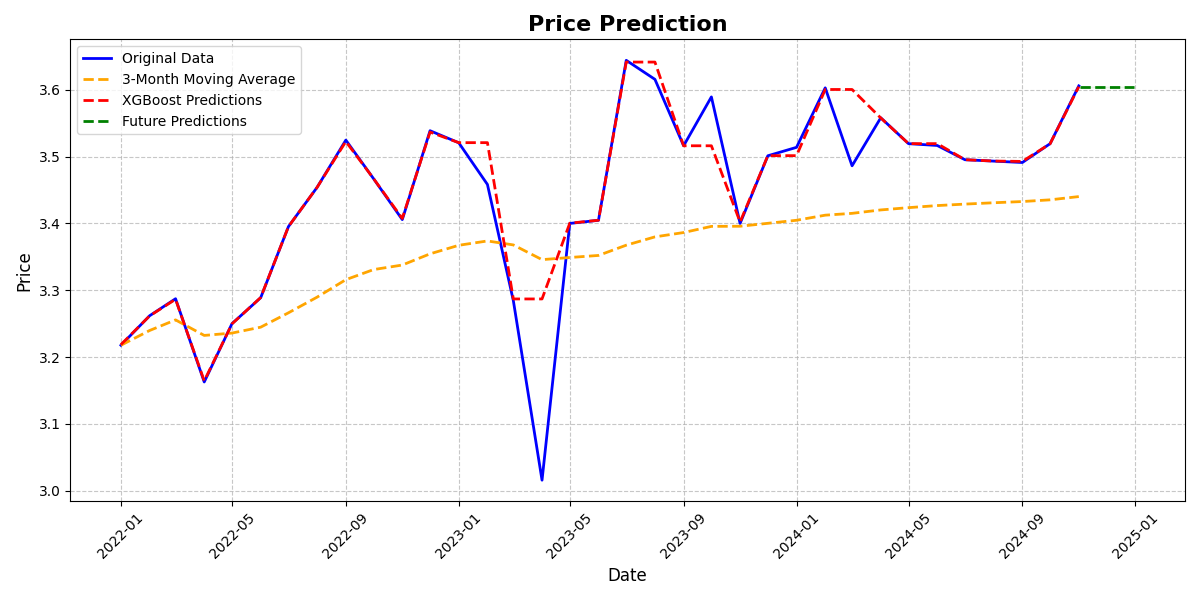 Price Prediction
Original Data
3-Month Moving Average
XGBoost Predictions
Future Predictions
Price
3.6
3.5
3.4
3.3
3.2
3.1
3.0
2022-01
2022-05
2022-09
2023-01
2023-05
2023-09
2024-01
2024-05
2024-09
2025-01
Date